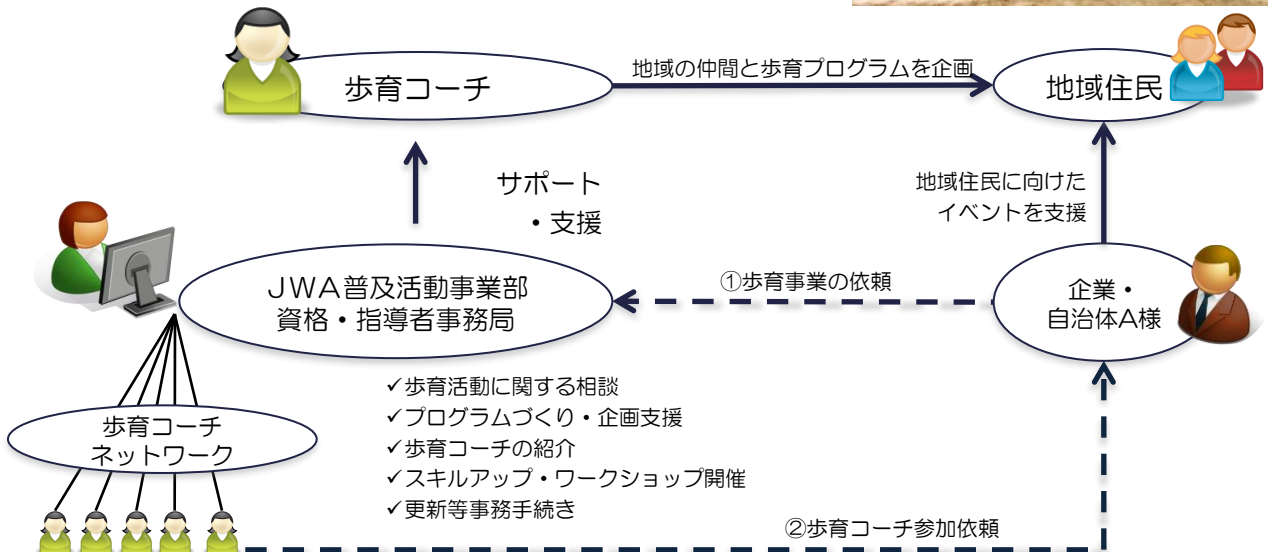 歩育コーチ
地域の仲間と歩育プログラムを企画
地域住民
サポート
・支援
地域住民に向けた
イベントを支援
JWA普及活動事業部
資格・指導者事務局
①歩育事業の依頼
企業・
自治体A様
✓歩育活動に関する相談
✓プログラムづくり・企画支援
✓歩育コーチの紹介
✓スキルアップ・ワークショップ開催
✓更新等事務手続き
歩育コーチ
ネットワーク
②歩育コーチ参加依頼